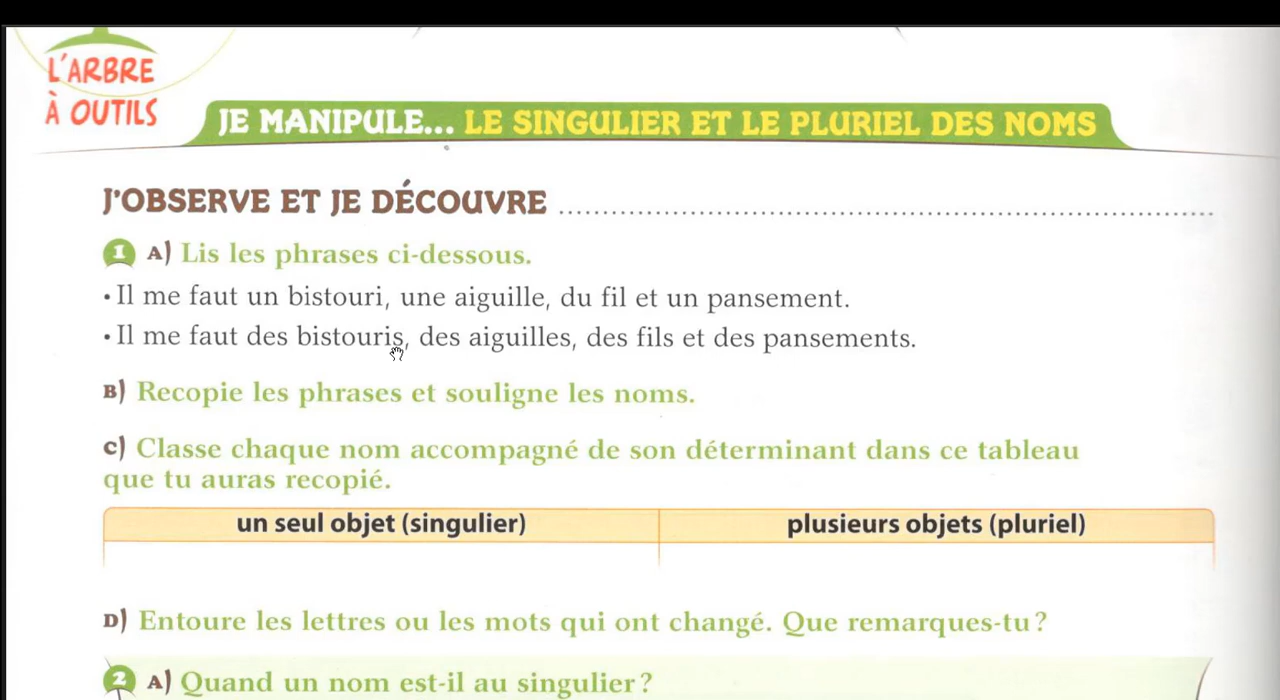 L'ARBRE
À OUTILS
JE MANIPULE... LE SINGULIER ET LE PLURIEL DES NOMS
J'OBSERVE ET JE DÉCOUVRE
1 A) Lis les phrases ci-dessous.
• Il me faut un bistouri, une aiguille, du fil et un pansement.
• Il me faut des bistouris, des aiguilles, des fils et des pansements.
B) Recopie les phrases et souligne les noms.
C) Classe chaque nom accompagné de son déterminant dans ce tableau
que tu auras recopié.
un seul objet (singulier) plusieurs objets (pluriel)
D) Entoure les lettres ou les mots qui ont changé. Que remarques-tu ?
2 A) Quand un nom est-il au singulier ?